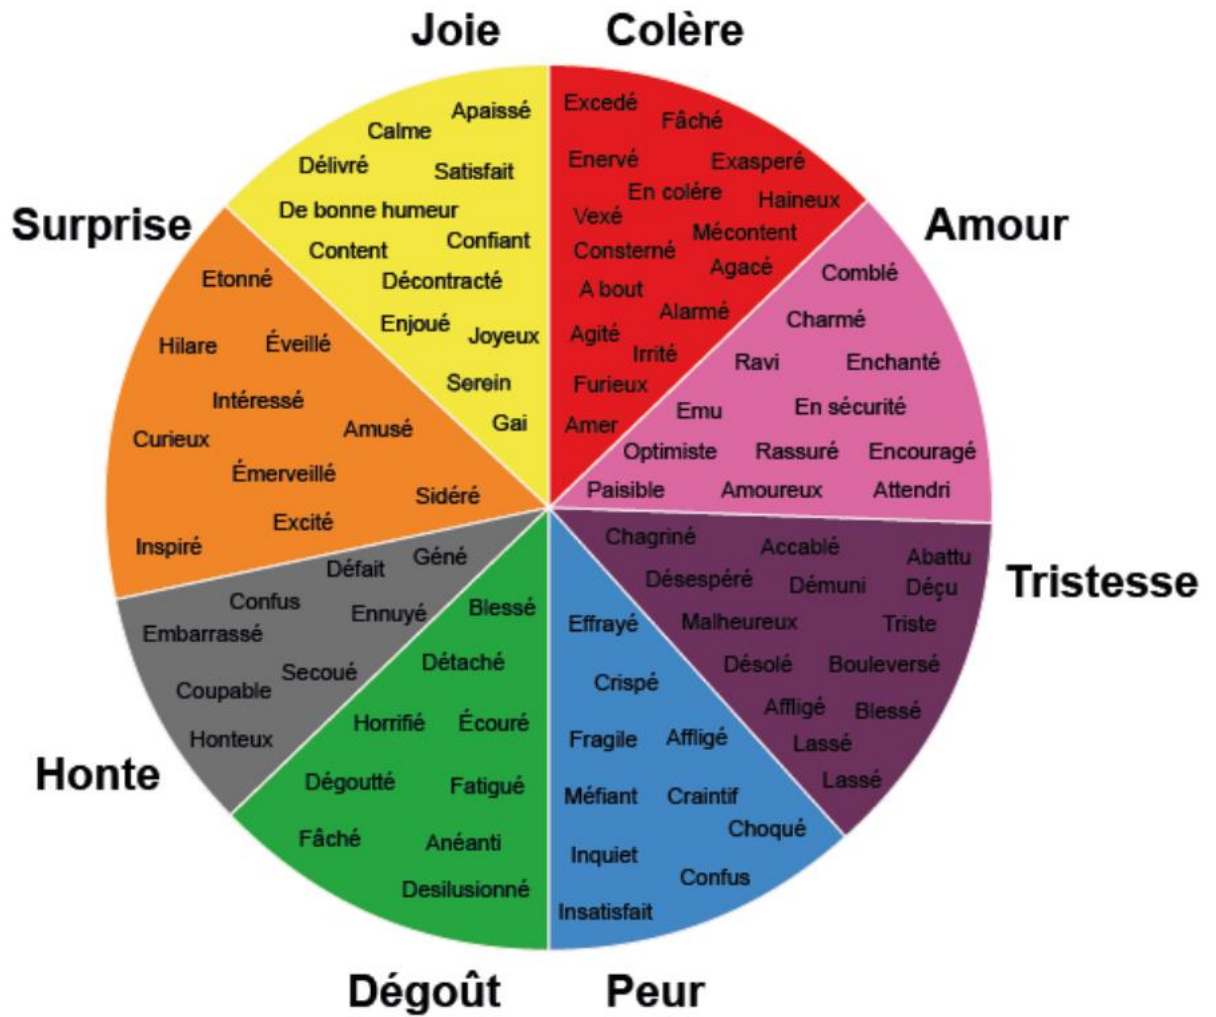 Joie
Colère
Amour
Tristesse
Peur
Dégoût
Honte
Surprise
Apaissé
Calme
Délivré
Satisfait
De bonne humeur
Content
Confiant
Décontracté
Enjoué
Joyeux
Serein
Gai
Excedé
Fâché
Enervé
Exasperé
En colére
Haineux
Vexé
Mécontent
Consterné
Agacé
A bout
Alarmé
Agité
Irrité
Furieux
Amer
Comblé
Charmé
Ravi
Enchanté
Emu
En sécurité
Optimiste
Rassuré
Encouragé
Paisible
Amoureux
Attendri
Chagriné
Accablé
Abattu
Désespéré
Démuni
Déçu
Malheureux
Triste
Désolé
Bouleversé
Affligé
Blessé
Lassé
Lassé
Effrayé
Crispé
Fragile
Affligé
Méfiant
Craintif
Choqué
Inquiet
Confus
Insatisfait
Blessé
Détaché
Horrifié
Écouré
Dégoutté
Fatigué
Fâché
Anéanti
Desilusionné
Géné
Défait
Confus
Ennuyé
Embarrassé
Secoué
Coupable
Honteux
Etonné
Hilare
Éveillé
Intéressé
Curieux
Amusé
Émerveillé
Sidéré
Excité
Inspiré